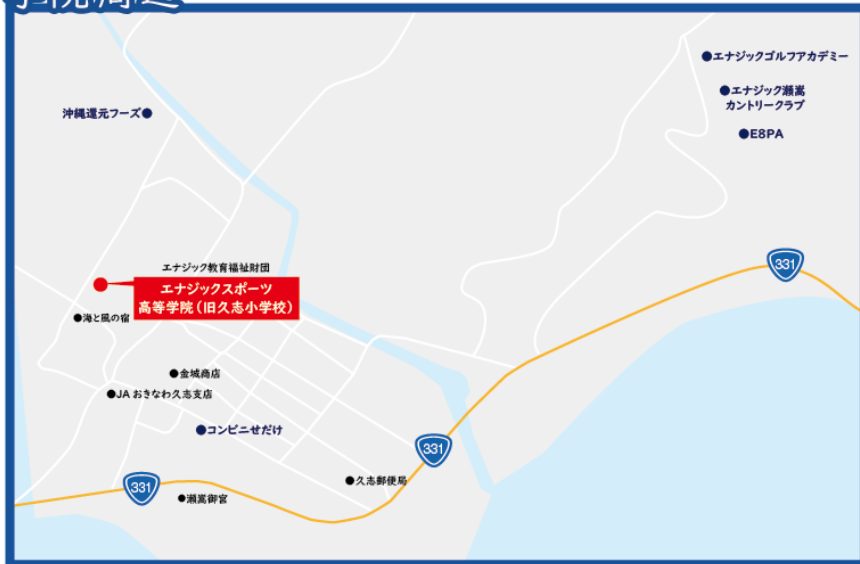 学院周辺
エナジックゴルフアカデミー
エナジック瀬嵩
カントリークラブ
E8PA
沖縄還元フーズ
331
エナジック教育福祉財団
エナジックスポーツ
高等学院(旧久志小学校)
海と風の宿
金城商店
JA おきなわ久志支店
コンビニせだけ
331
久志郵便局
331
瀬嵩御宮